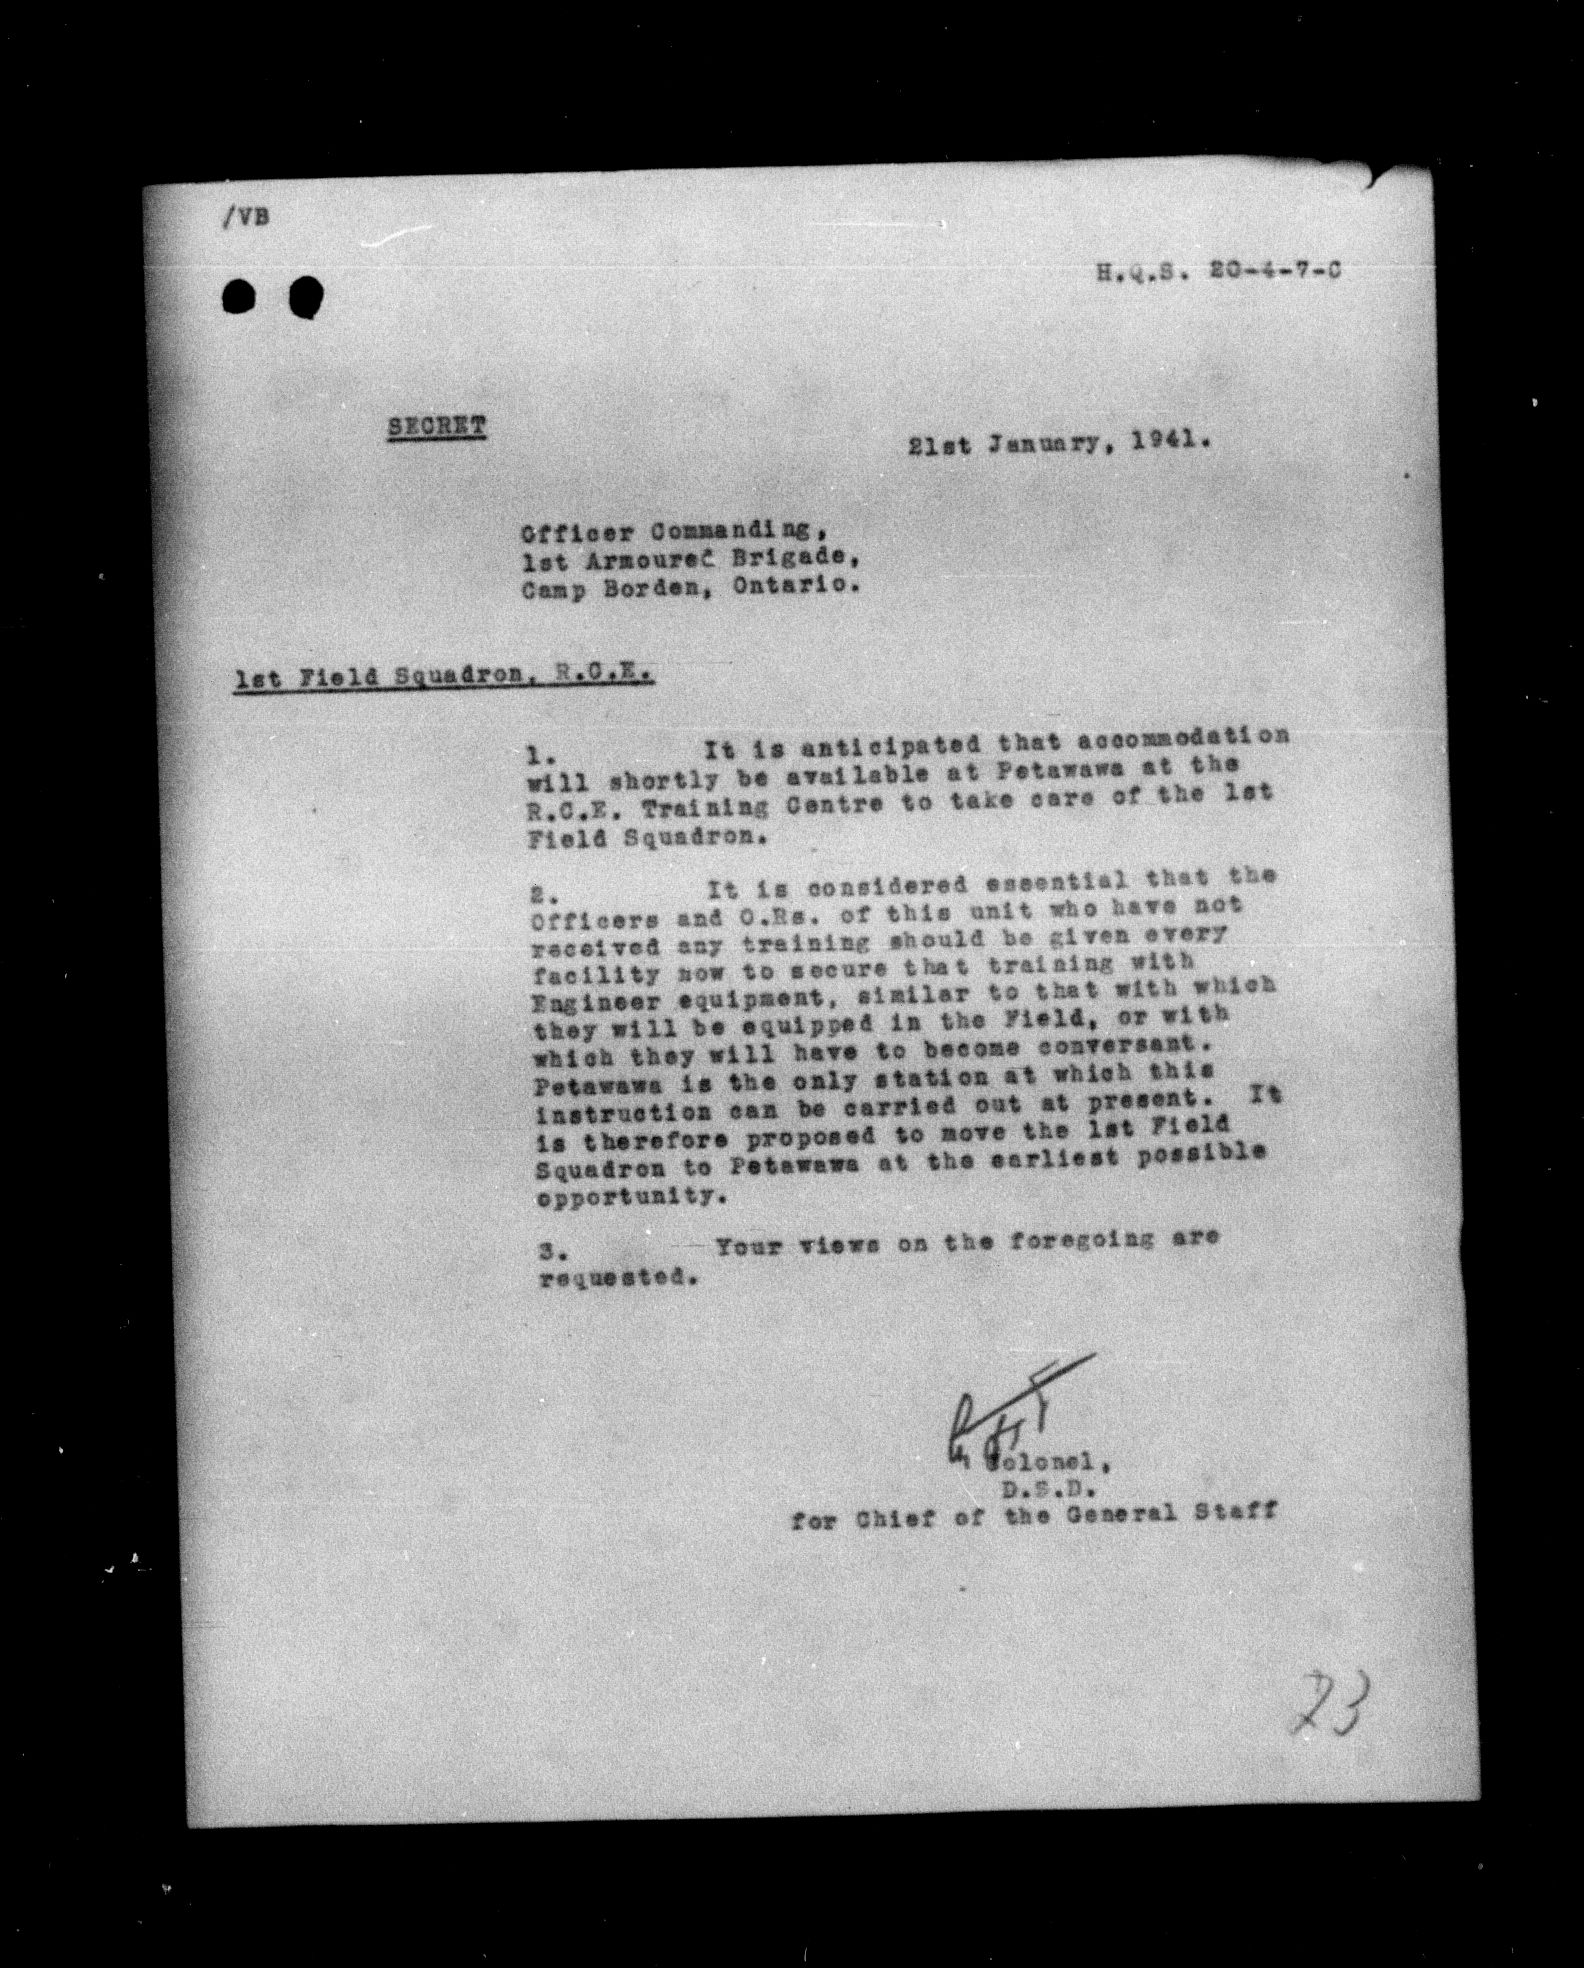 /VB
H.Q.S. 20-4-7-C
SECRET
21st January, 1941.
Officer Commanding,
1st Armoured Brigade,
Camp Borden, Ontario.
1st Field Squadron, R.C.E.
1. It is anticipated that accommodation
will shortly be available at Petawawa at the
R.C.E. Training Centre to take care of the 1st
Field Squadron.
2. It is considered essential that the
Officers and O.Rs. of this unit who have not
received any training should be given every
facility now to secure that training with
Engineer equipment, similar to that with which
they will be equipped in the Field, or with
which they will have to become conversant.
Petawawa is the only station at which this
instruction can be carried out at present. It
is therefore proposed to move the 1st Field
Squadron to Petawawa at the earliest possible
opportunity.
3. Your views on the foregoing are
requested.
Colonel,
D.S.D.
for Chief of the General Staff
23